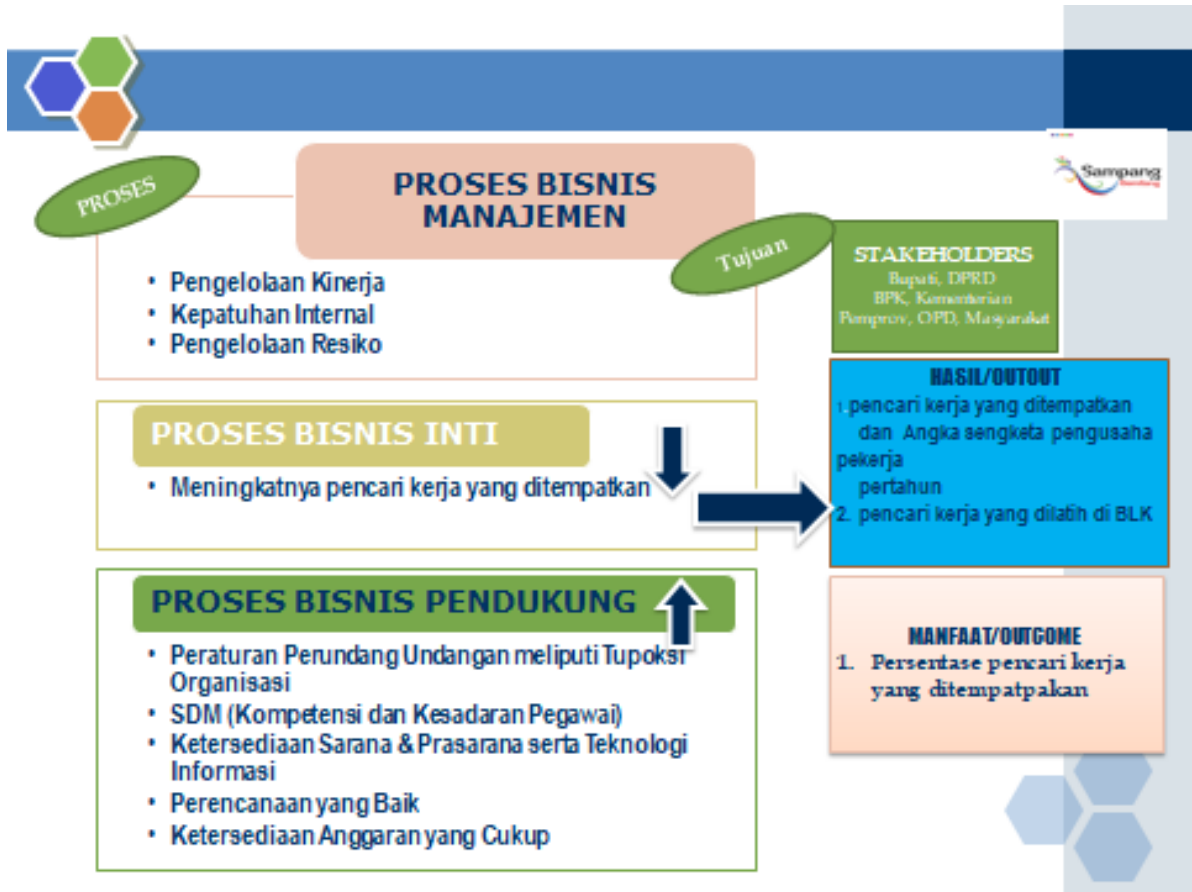 PROSES
PROSES BISNIS
MANAJEMEN
• Pengelolaan Kinerja
• Kepatuhan Internal
• Pengelolaan Resiko
PROSES BISNIS INTI
• Meningkatnya pencari kerja yang ditempatkan
PROSES BISNIS PENDUKUNG
• Peraturan Perundang Undangan meliputi Tupoksi
Organisasi
• SDM (Kompetensi dan Kesadaran Pegawai)
• Ketersediaan Sarana & Prasarana serta Teknologi
Informasi
• Perencanaan yang Baik
• Ketersediaan Anggaran yang Cukup
Sampang
Tujuan
STAKEHOLDERS
Bupati, DPRD
BPK, Kementerian
Pemprov, OPD, Masyarakat
HASIL/OUTOUT
1. pencari kerja yang ditempatkan
dan Angka sengketa pengusaha
pekerja
pertahun
2. pencari kerja yang dilatih di BLK
MANFAAT/OUTCOME
1. Persentase pencari kerja
yang ditempatpakan